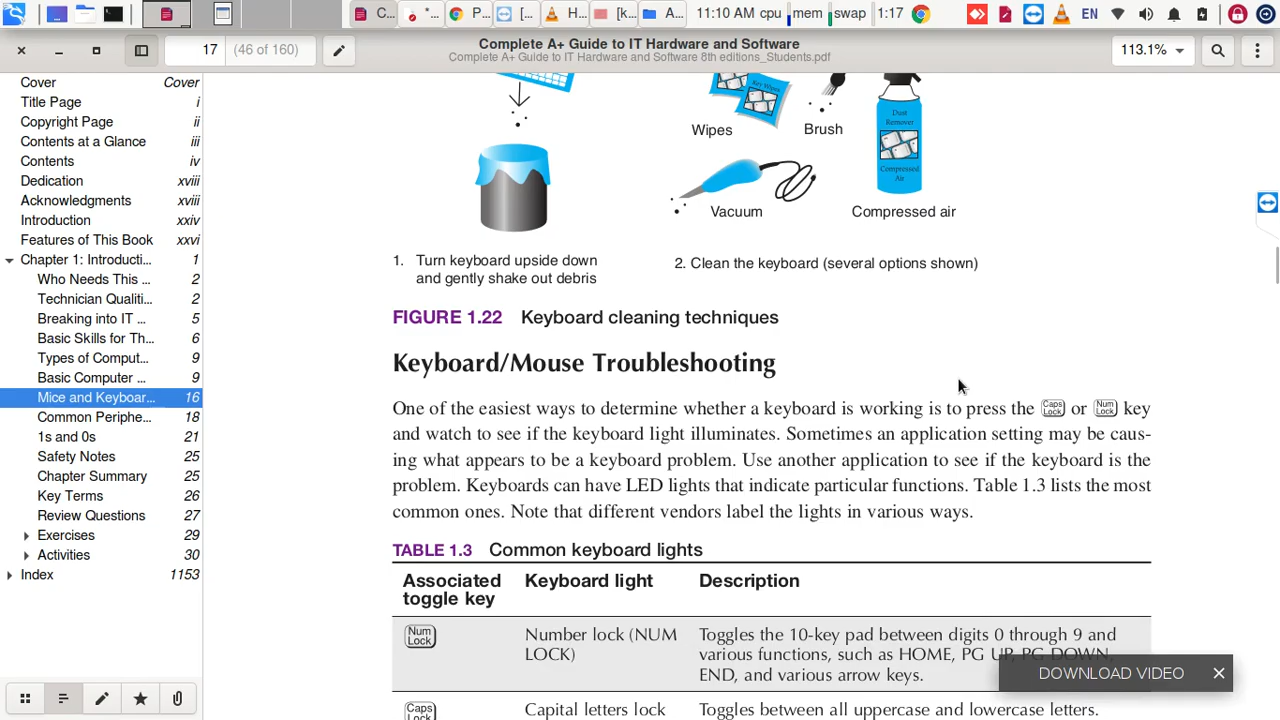 C... *... P... [... H... [k... A... 11:10 AM cpu mem swap 1:17 EN
17 (46 of 160) Complete A+ Guide to IT Hardware and Software 113.1%
Complete A+ Guide to IT Hardware and Software 8th editions_Students.pdf
Cover Cover
Title Page i
Copyright Page ii
Contents at a Glance iii
Contents iv
Dedication xviii
Acknowledgments xviii
Introduction xxiv
Features of This Book xxvi
Chapter 1: Introducti... 1
Who Needs This ... 2
Technician Qualiti... 2
Breaking into IT ... 5
Basic Skills for Th... 6
Types of Comput... 9
Basic Computer ... 9
Mice and Keyboar... 16
Common Periphe... 18
1s and 0s 21
Safety Notes 25
Chapter Summary 25
Key Terms 26
Review Questions 27
Exercises 29
Activities 30
Index 1153
Key Wipes
Wipes
Brush
Dust
Remover
Compressed
Air
Vacuum
Compressed air
1. Turn keyboard upside down
and gently shake out debris
2. Clean the keyboard (several options shown)
FIGURE 1.22 Keyboard cleaning techniques
Keyboard/Mouse Troubleshooting
One of the easiest ways to determine whether a keyboard is working is to press the Caps Lock or Num Lock key
and watch to see if the keyboard light illuminates. Sometimes an application setting may be caus-
ing what appears to be a keyboard problem. Use another application to see if the keyboard is the
problem. Keyboards can have LED lights that indicate particular functions. Table 1.3 lists the most
common ones. Note that different vendors label the lights in various ways.
TABLE 1.3 Common keyboard lights
Associated
toggle key
Keyboard light
Description
Num
Lock
Number lock (NUM
LOCK)
Toggles the 10-key pad between digits 0 through 9 and
various functions, such as HOME, PG UP, PG DOWN,
END, and various arrow keys.
Caps
Lock
Capital letters lock
Toggles between all uppercase and lowercase letters.
DOWNLOAD VIDEO